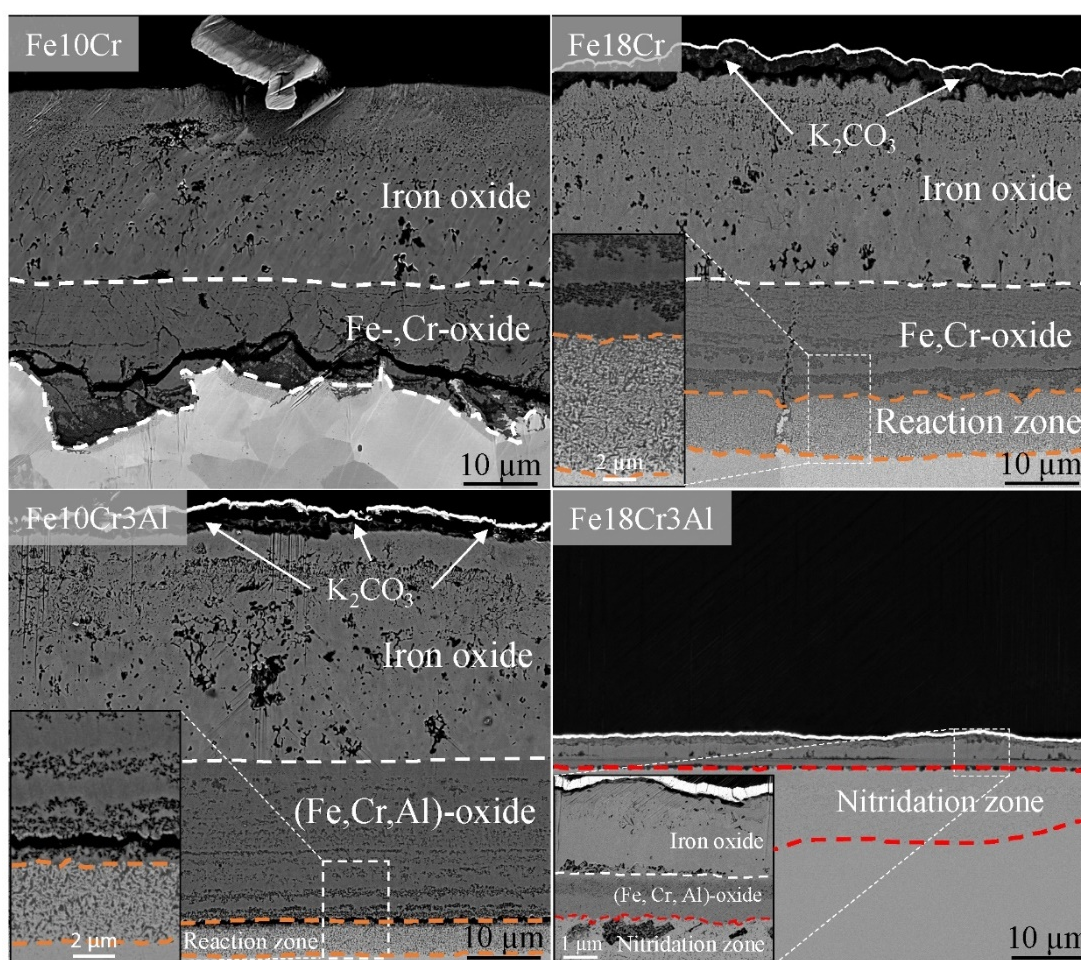 Fe10Cr
Iron oxide
Fe-,Cr-oxide
10 µm
Fe18Cr
K₂CO₃
Iron oxide
Fe,Cr-oxide
Reaction zone
2 µm
10 µm
Fe10Cr3Al
K₂CO₃
Iron oxide
(Fe,Cr,Al)-oxide
Reaction zone
2 µm
10 µm
Fe18Cr3Al
Nitridation zone
Iron oxide
(Fe, Cr, Al)-oxide
Nitridation zone
1 µm
10 µm